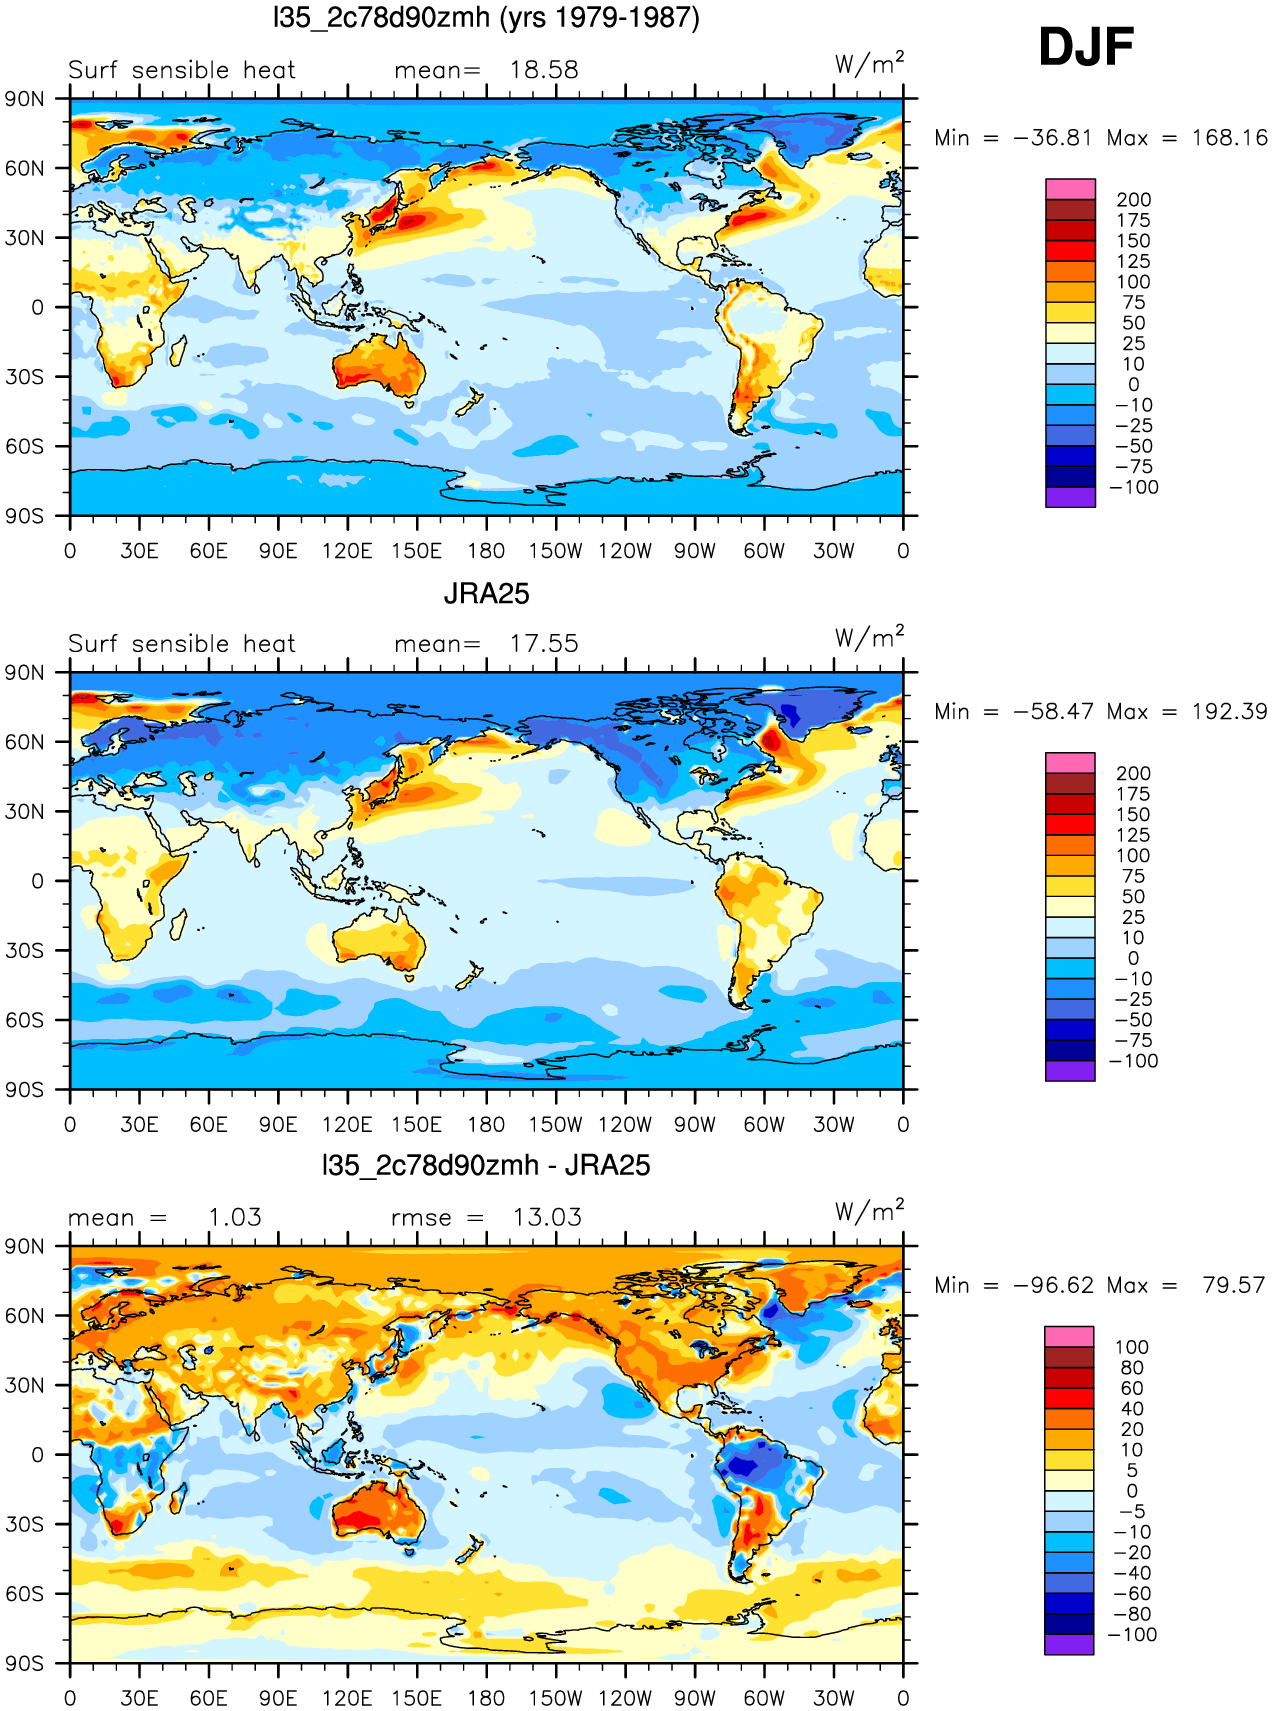 l35_2c78d90zmh (yrs 1979-1987)
DJF
Surf sensible heat mean= 18.58 W/m²
Min = −36.81 Max = 168.16
90N
60N
30N
0
30S
60S
90S
0 30E 60E 90E 120E 150E 180 150W 120W 90W 60W 30W 0
200
175
150
125
100
75
50
25
10
0
−10
−25
−50
−75
−100
JRA25
Surf sensible heat mean= 17.55 W/m²
Min = −58.47 Max = 192.39
90N
60N
30N
0
30S
60S
90S
0 30E 60E 90E 120E 150E 180 150W 120W 90W 60W 30W 0
200
175
150
125
100
75
50
25
10
0
−10
−25
−50
−75
−100
l35_2c78d90zmh - JRA25
mean = 1.03 rmse = 13.03 W/m²
Min = −96.62 Max = 79.57
90N
60N
30N
0
30S
60S
90S
0 30E 60E 90E 120E 150E 180 150W 120W 90W 60W 30W 0
100
80
60
40
20
10
5
0
−5
−10
−20
−40
−60
−80
−100